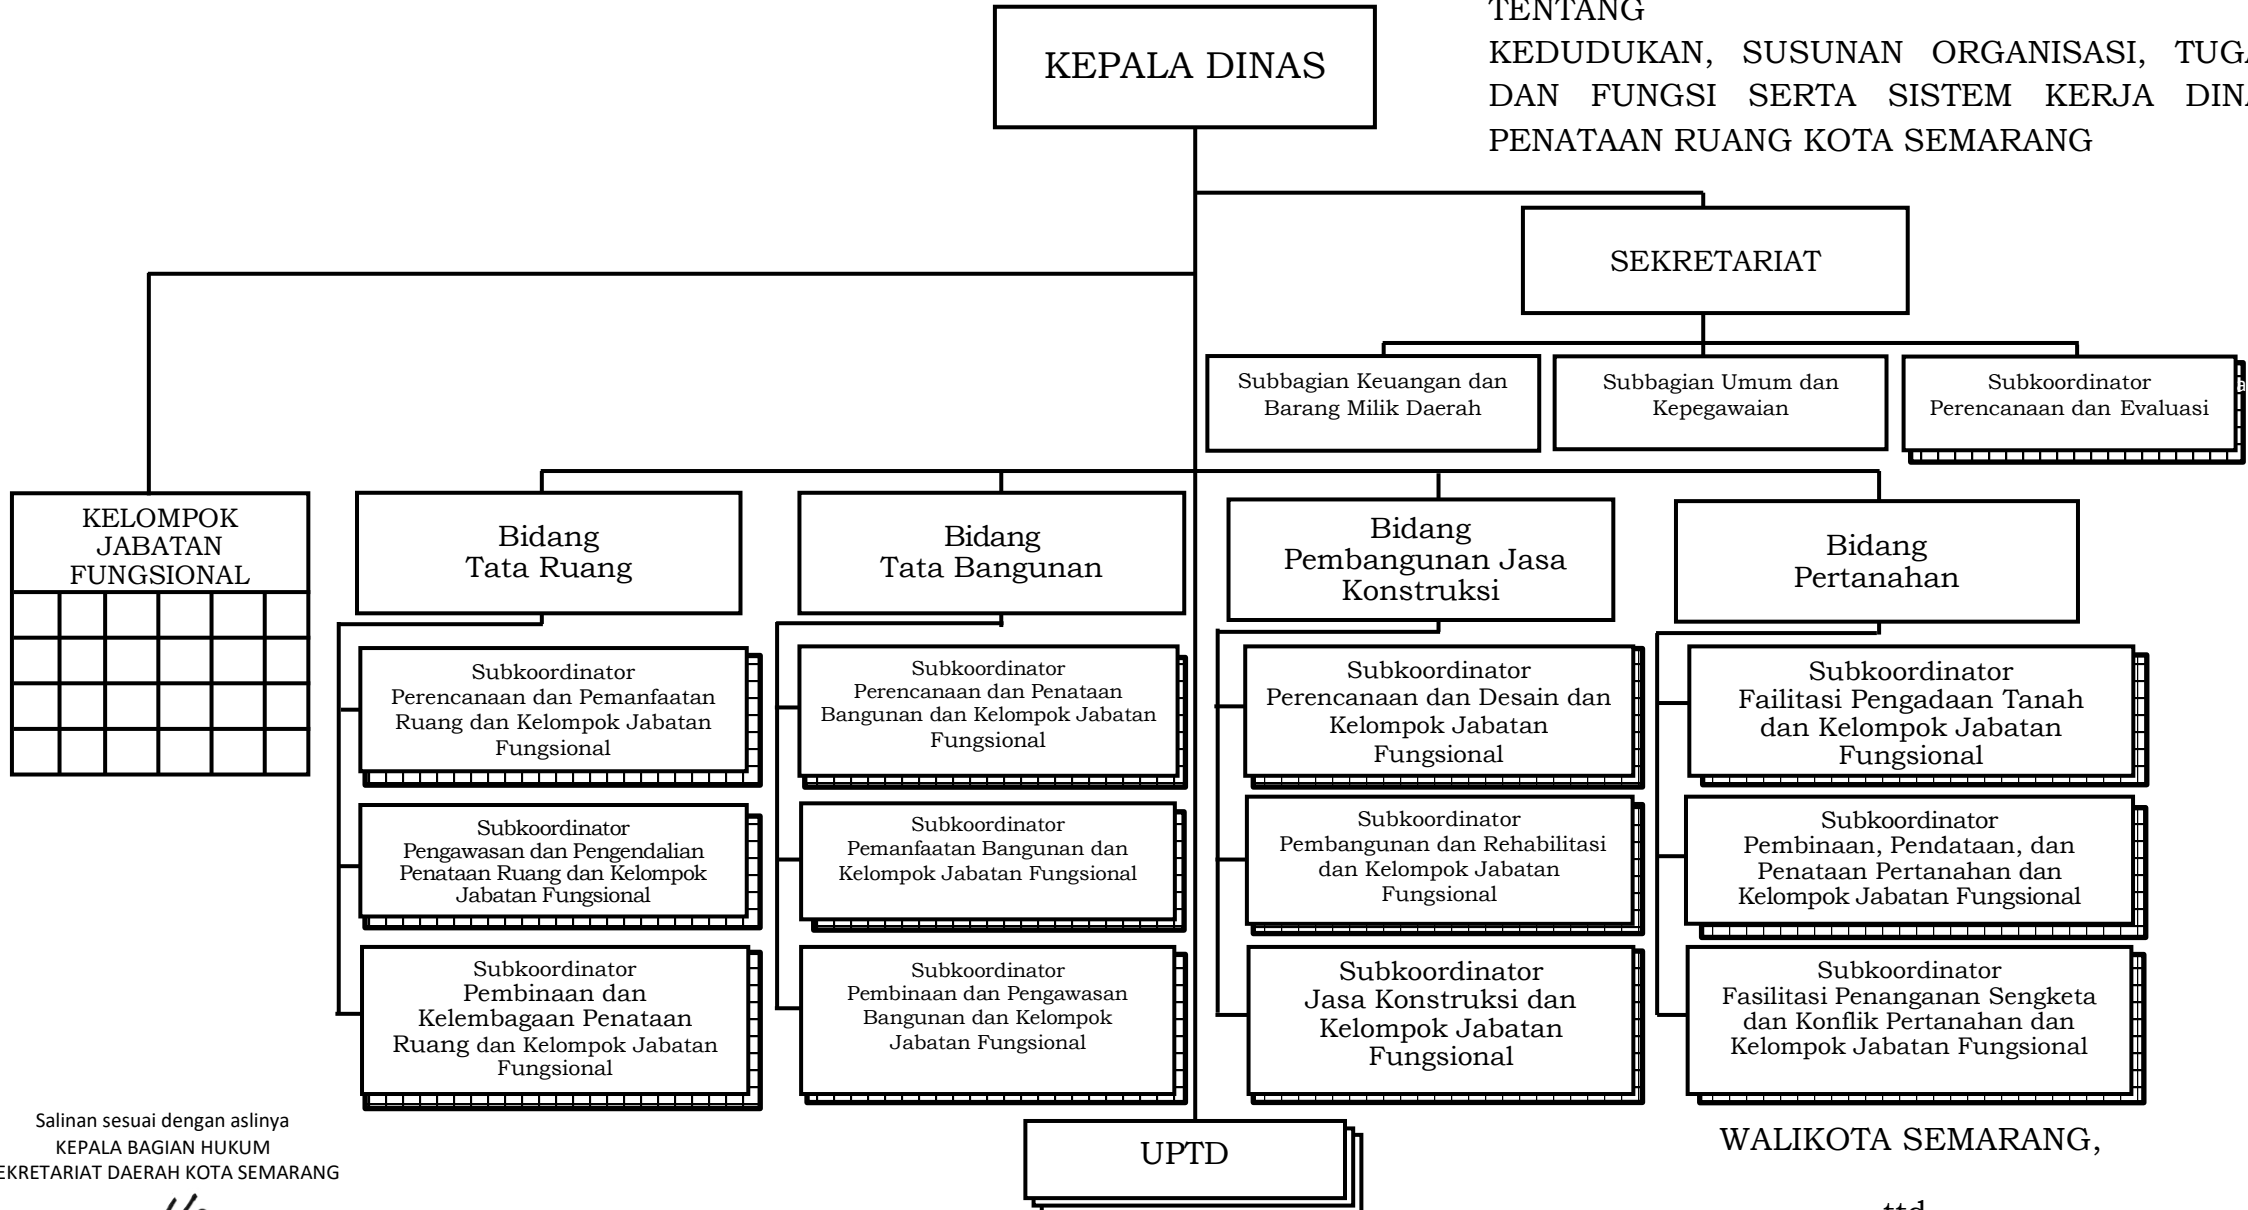 TENTANG
KEDUDUKAN, SUSUNAN ORGANISASI, TUGA
DAN FUNGSI SERTA SISTEM KERJA DINA
PENATAAN RUANG KOTA SEMARANG
KEPALA DINAS
SEKRETARIAT
Subbagian Keuangan dan
Barang Milik Daerah
Subbagian Umum dan
Kepegawaian
Subkoordinator
Perencanaan dan Evaluasi
KELOMPOK
JABATAN
FUNGSIONAL
Bidang
Tata Ruang
Bidang
Tata Bangunan
Bidang
Pembangunan Jasa
Konstruksi
Bidang
Pertanahan
Subkoordinator
Perencanaan dan Pemanfaatan
Ruang dan Kelompok Jabatan
Fungsional
Subkoordinator
Perencanaan dan Penataan
Bangunan dan Kelompok Jabatan
Fungsional
Subkoordinator
Perencanaan dan Desain dan
Kelompok Jabatan
Fungsional
Subkoordinator
Failitasi Pengadaan Tanah
dan Kelompok Jabatan
Fungsional
Subkoordinator
Pengawasan dan Pengendalian
Penataan Ruang dan Kelompok
Jabatan Fungsional
Subkoordinator
Pemanfaatan Bangunan dan
Kelompok Jabatan Fungsional
Subkoordinator
Pembangunan dan Rehabilitasi
dan Kelompok Jabatan
Fungsional
Subkoordinator
Pembinaan, Pendataan, dan
Penataan Pertanahan dan
Kelompok Jabatan Fungsional
Subkoordinator
Pembinaan dan
Kelembagaan Penataan
Ruang dan Kelompok Jabatan
Fungsional
Subkoordinator
Pembinaan dan Pengawasan
Bangunan dan Kelompok
Jabatan Fungsional
Subkoordinator
Jasa Konstruksi dan
Kelompok Jabatan
Fungsional
Subkoordinator
Fasilitasi Penanganan Sengketa
dan Konflik Pertanahan dan
Kelompok Jabatan Fungsional
UPTD
Salinan sesuai dengan aslinya
KEPALA BAGIAN HUKUM
EKRETARIAT DAERAH KOTA SEMARANG
WALIKOTA SEMARANG,
ttd